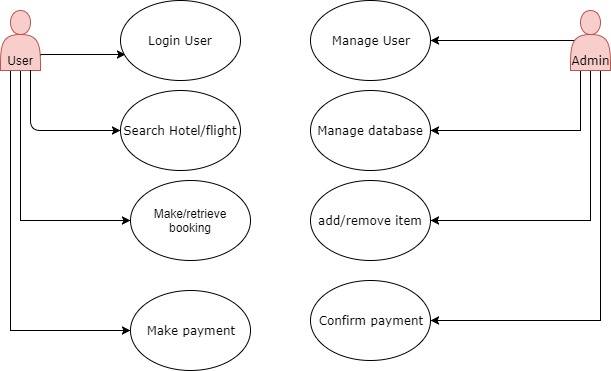 Login User
Manage User
User
Admin
Search Hotel/flight
Manage database
Make/retrieve
booking
add/remove item
Make payment
Confirm payment